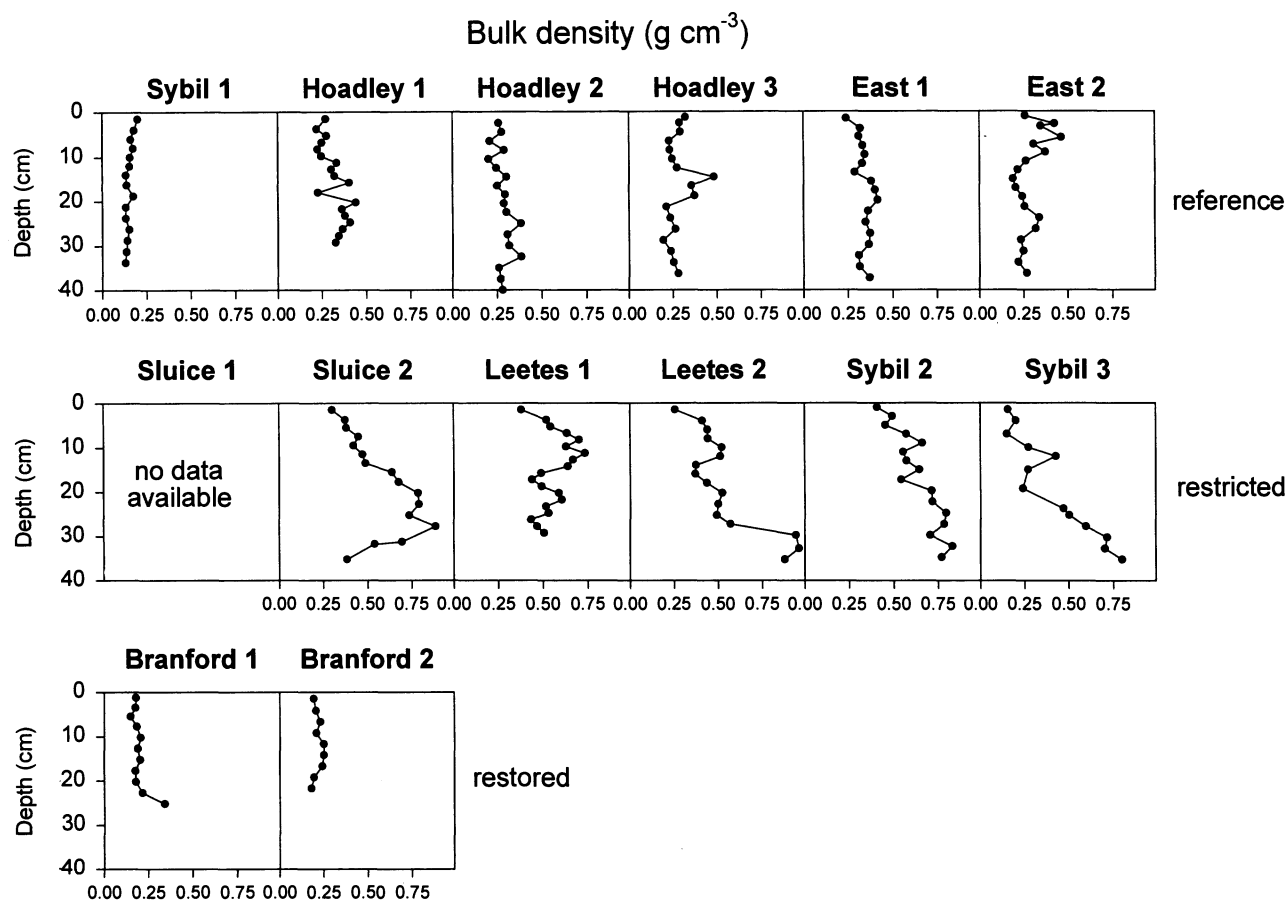 Bulk density (g cm-3)
Sybil 1 Hoadley 1 Hoadley 2 Hoadley 3 East 1 East 2
Depth (cm)
0
10
20
30
40
reference
0.00 0.25 0.50 0.75 0.00 0.25 0.50 0.75 0.00 0.25 0.50 0.75 0.00 0.25 0.50 0.75 0.00 0.25 0.50 0.75 0.00 0.25 0.50 0.75
Sluice 1 Sluice 2 Leetes 1 Leetes 2 Sybil 2 Sybil 3
Depth (cm)
0
10
20
30
40
no data
available
restricted
0.00 0.25 0.50 0.75 0.00 0.25 0.50 0.75 0.00 0.25 0.50 0.75 0.00 0.25 0.50 0.75 0.00 0.25 0.50 0.75
Branford 1 Branford 2
Depth (cm)
0
10
20
30
40
restored
0.00 0.25 0.50 0.75 0.00 0.25 0.50 0.75